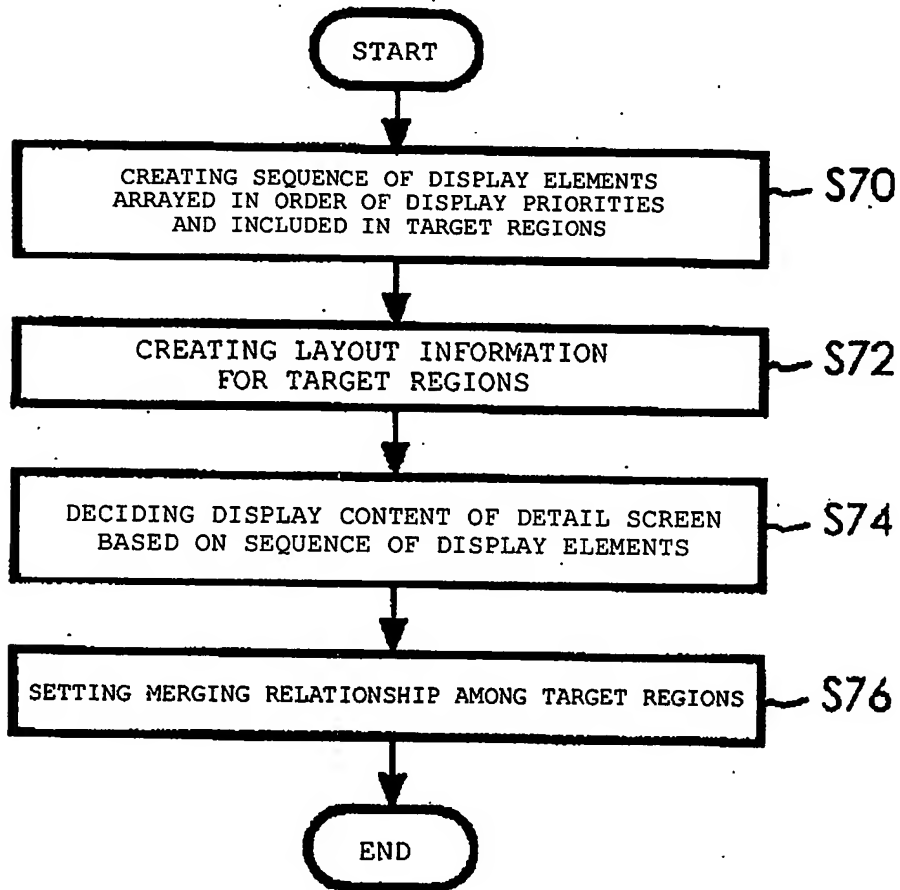 START
CREATING SEQUENCE OF DISPLAY ELEMENTS
ARRAYED IN ORDER OF DISPLAY PRIORITIES
AND INCLUDED IN TARGET REGIONS
S70
CREATING LAYOUT INFORMATION
FOR TARGET REGIONS
S72
DECIDING DISPLAY CONTENT OF DETAIL SCREEN
BASED ON SEQUENCE OF DISPLAY ELEMENTS
S74
SETTING MERGING RELATIONSHIP AMONG TARGET REGIONS
S76
END